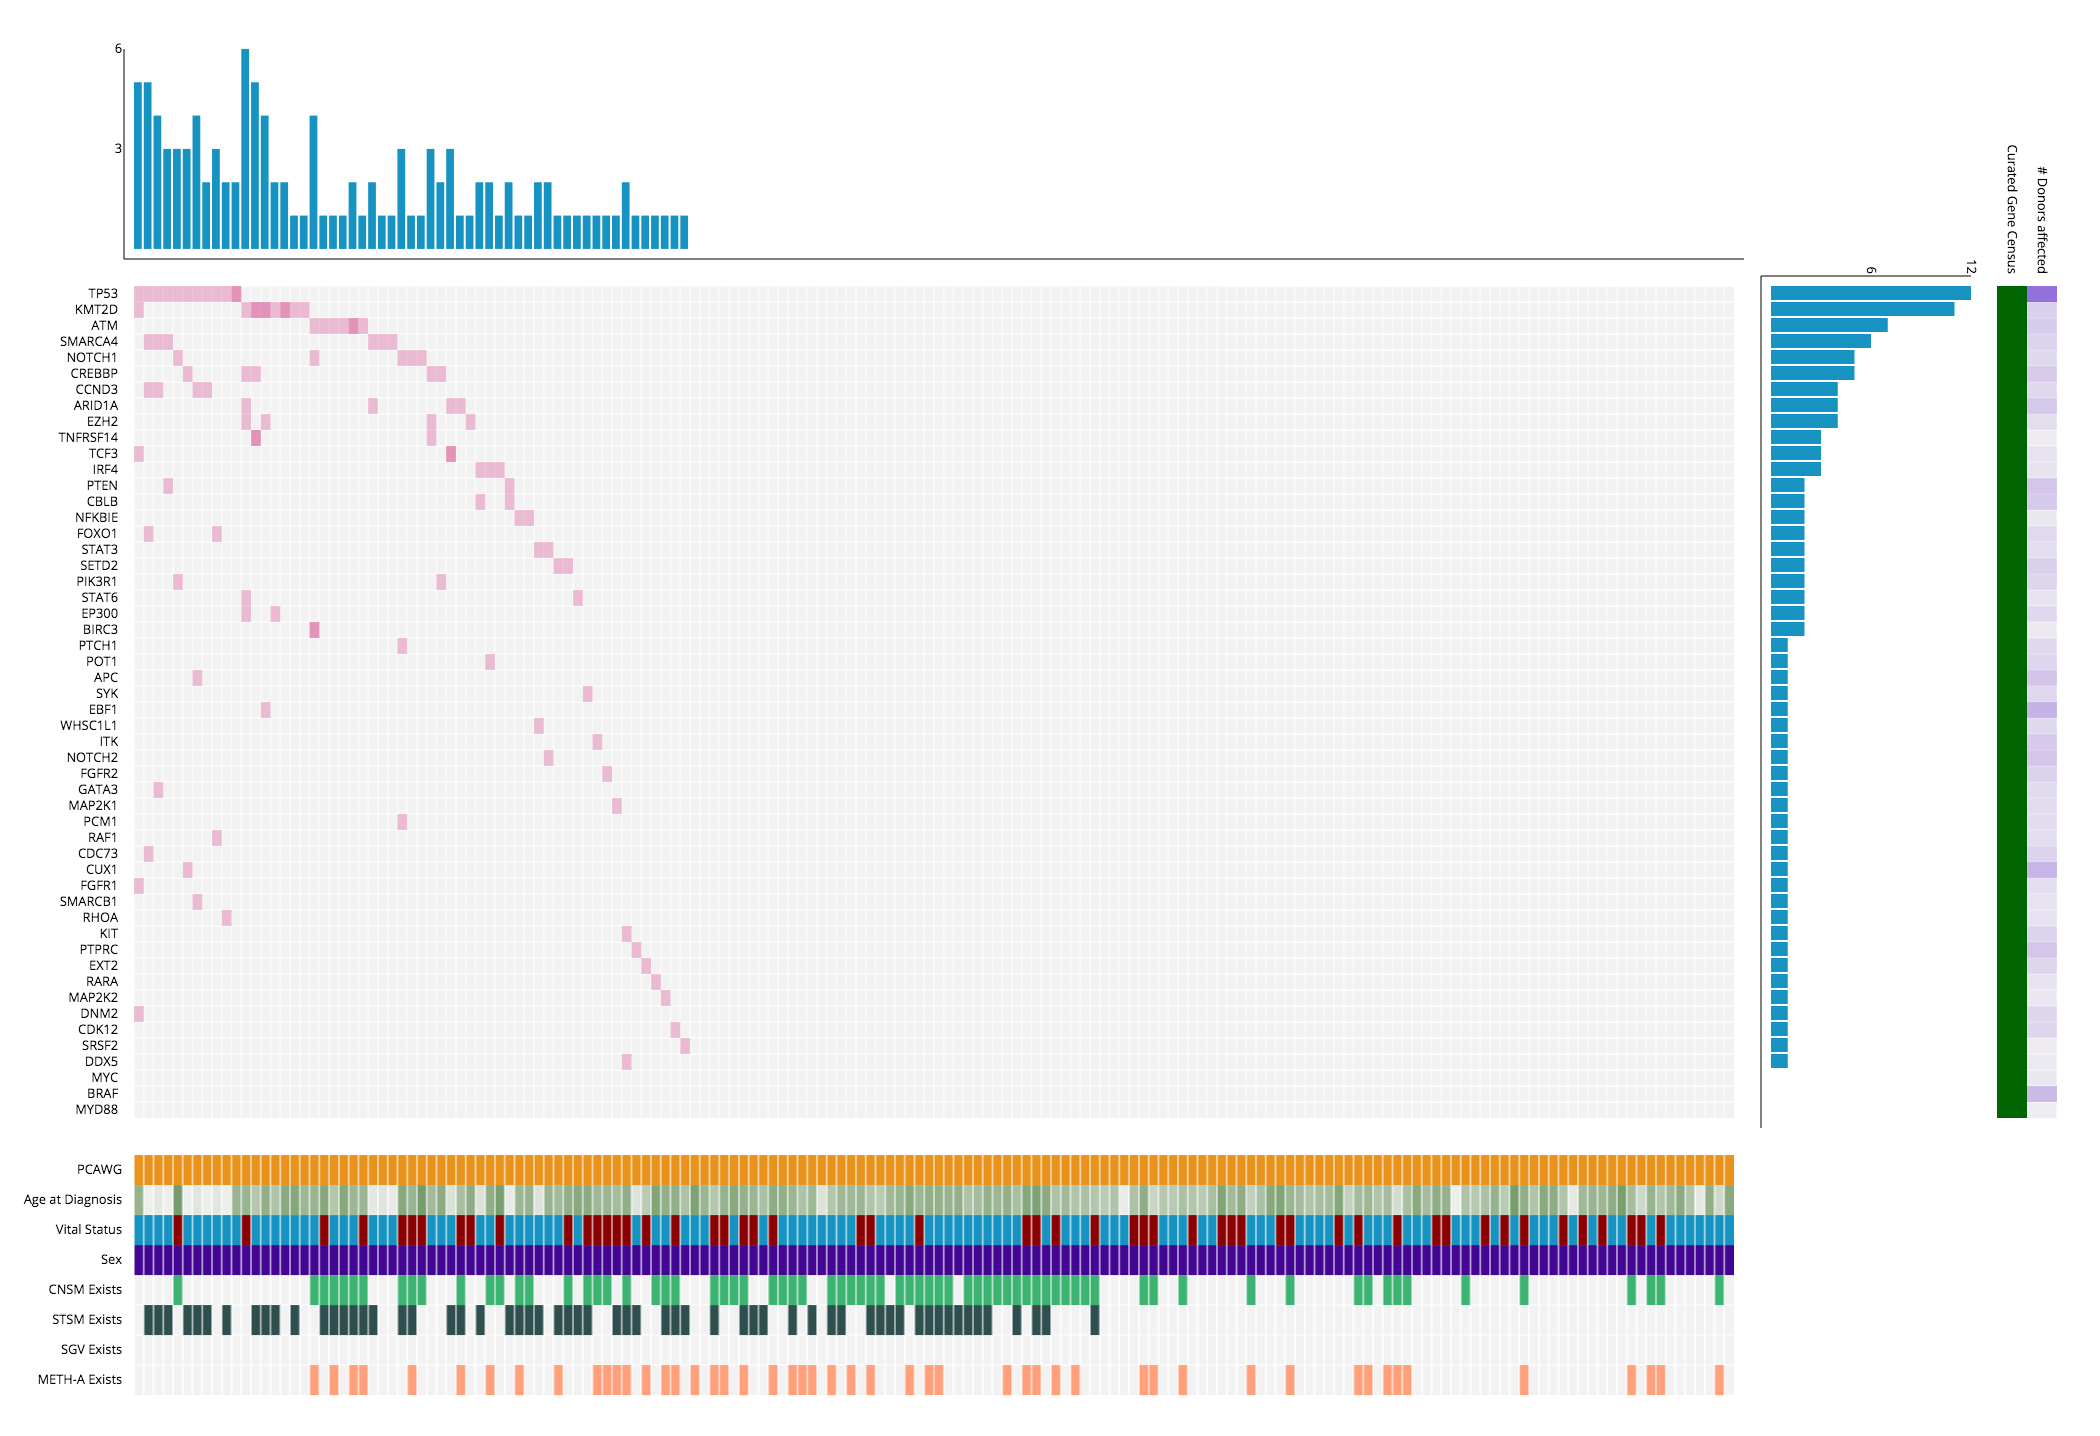 6
3
Curated Gene Census
# Donors affected
6
12
TP53
KMT2D
ATM
SMARCA4
NOTCH1
CREBBP
CCND3
ARID1A
EZH2
TNFRSF14
TCF3
IRF4
PTEN
CBLB
NFKBIE
FOXO1
STAT3
SETD2
PIK3R1
STAT6
EP300
BIRC3
PTCH1
POT1
APC
SYK
EBF1
WHSC1L1
ITK
NOTCH2
FGFR2
GATA3
MAP2K1
PCM1
RAF1
CDC73
CUX1
FGFR1
SMARCB1
RHOA
KIT
PTPRC
EXT2
RARA
MAP2K2
DNM2
CDK12
SRSF2
DDX5
MYC
BRAF
MYD88
PCAWG
Age at Diagnosis
Vital Status
Sex
CNSM Exists
STSM Exists
SGV Exists
METH-A Exists